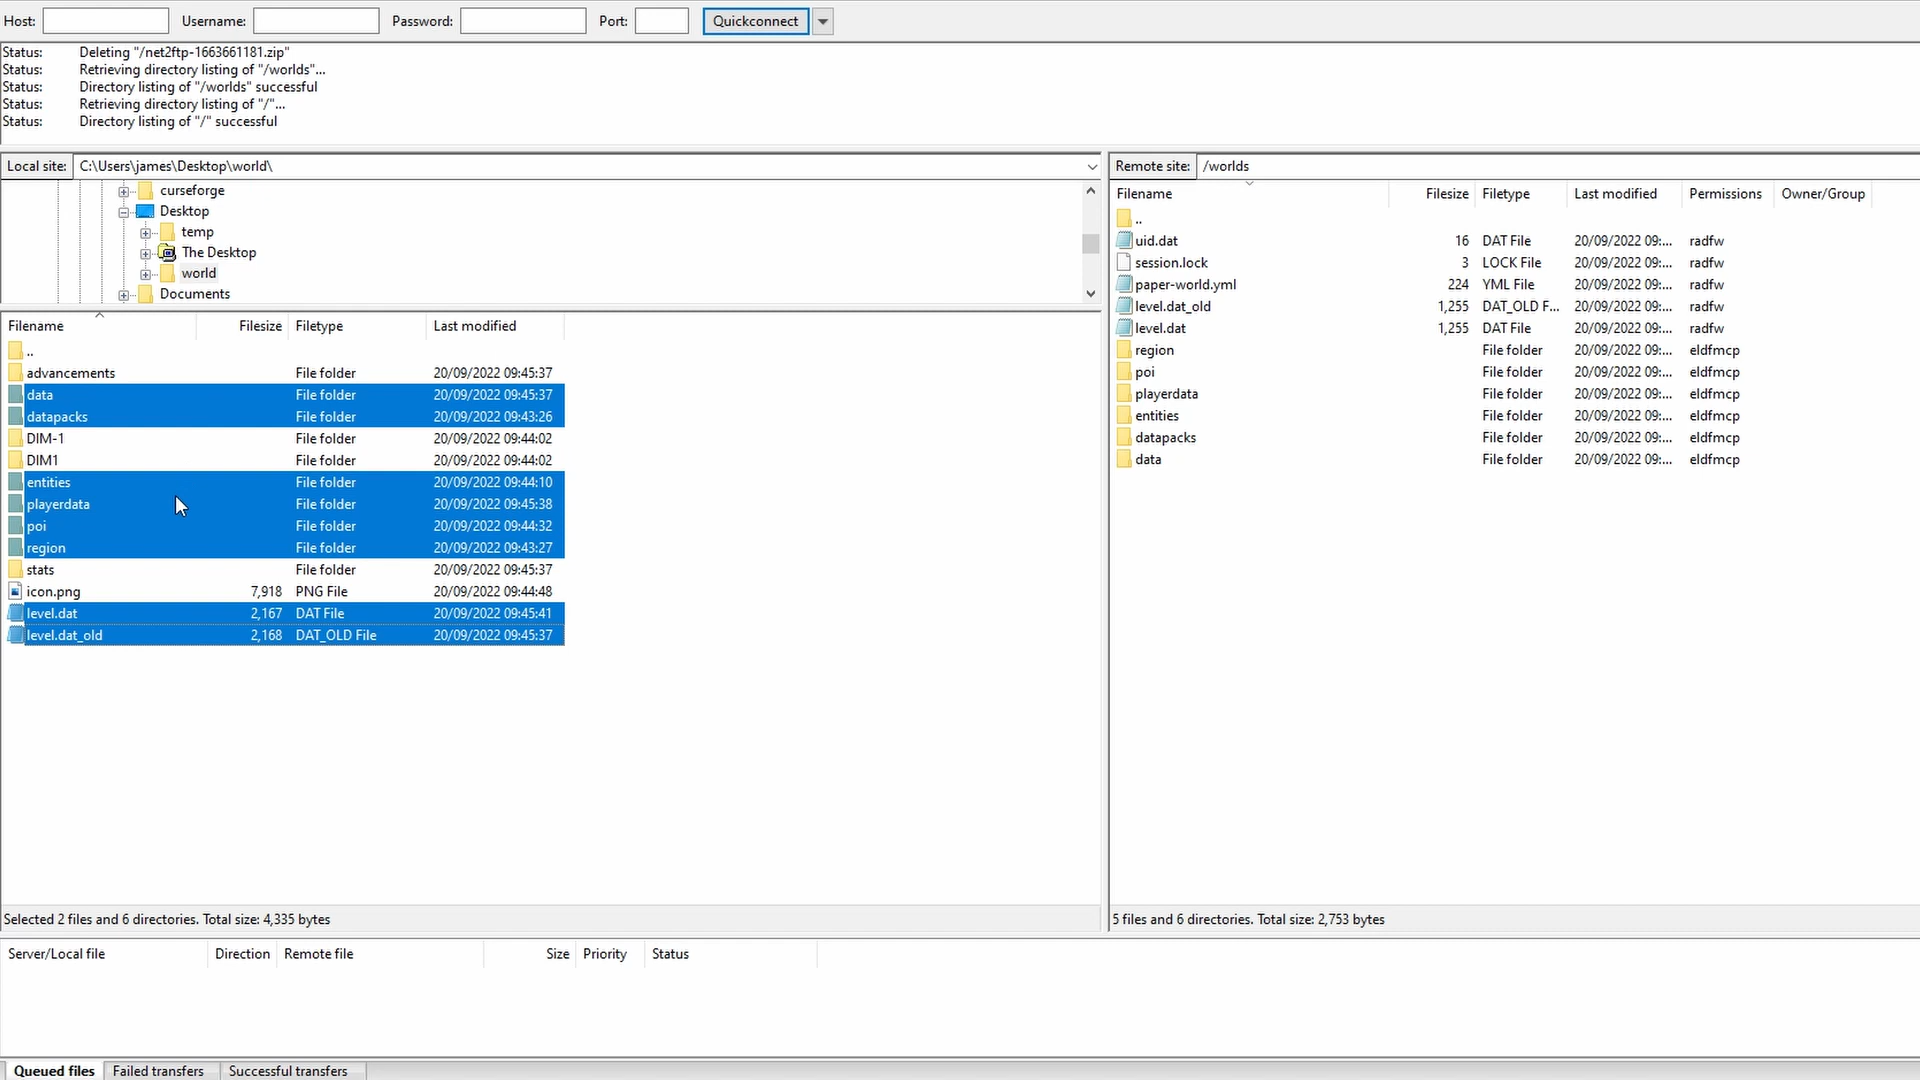 Host: Username: Password: Port: Quickconnect
Status: Deleting "/net2ftp-1663661181.zip"
Status: Retrieving directory listing of "/worlds"...
Status: Directory listing of "/worlds" successful
Status: Retrieving directory listing of "/"...
Status: Directory listing of "/" successful
Local site: C:\Users\james\Desktop\world\
curseforge
Desktop
temp
The Desktop
world
Documents
Filename Filesize Filetype Last modified
..
advancements File folder 20/09/2022 09:45:37
data File folder 20/09/2022 09:45:37
datapacks File folder 20/09/2022 09:43:26
DIM-1 File folder 20/09/2022 09:44:02
DIM1 File folder 20/09/2022 09:44:02
entities File folder 20/09/2022 09:44:10
playerdata File folder 20/09/2022 09:45:38
poi File folder 20/09/2022 09:44:32
region File folder 20/09/2022 09:43:27
stats File folder 20/09/2022 09:45:37
icon.png 7,918 PNG File 20/09/2022 09:44:48
level.dat 2,167 DAT File 20/09/2022 09:45:41
level.dat_old 2,168 DAT_OLD File 20/09/2022 09:45:37
Selected 2 files and 6 directories. Total size: 4,335 bytes
Remote site: /worlds
Filename Filesize Filetype Last modified Permissions Owner/Group
..
uid.dat 16 DAT File 20/09/2022 09:... radfw
session.lock 3 LOCK File 20/09/2022 09:... radfw
paper-world.yml 224 YML File 20/09/2022 09:... radfw
level.dat_old 1,255 DAT_OLD F... 20/09/2022 09:... radfw
level.dat 1,255 DAT File 20/09/2022 09:... radfw
region File folder 20/09/2022 09:... eldfmcp
poi File folder 20/09/2022 09:... eldfmcp
playerdata File folder 20/09/2022 09:... eldfmcp
entities File folder 20/09/2022 09:... eldfmcp
datapacks File folder 20/09/2022 09:... eldfmcp
data File folder 20/09/2022 09:... eldfmcp
5 files and 6 directories. Total size: 2,753 bytes
Server/Local file Direction Remote file Size Priority Status
Queued files Failed transfers Successful transfers